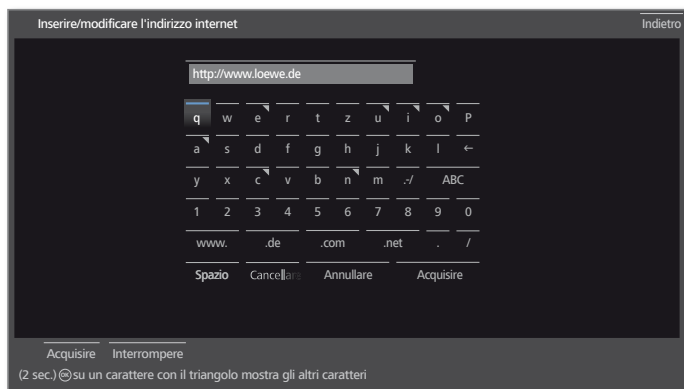 Inserire/modificare l'indirizzo internet Indietro
http://www.loewe.de
q w e r t z u i o P
a s d f g h j k l ←
y x c v b n m .-/ ABC
1 2 3 4 5 6 7 8 9 0
www. .de .com .net . /
Spazio Cancellare Annullare Acquisire
Acquisire Interrompere
(2 sec.) OK su un carattere con il triangolo mostra gli altri caratteri